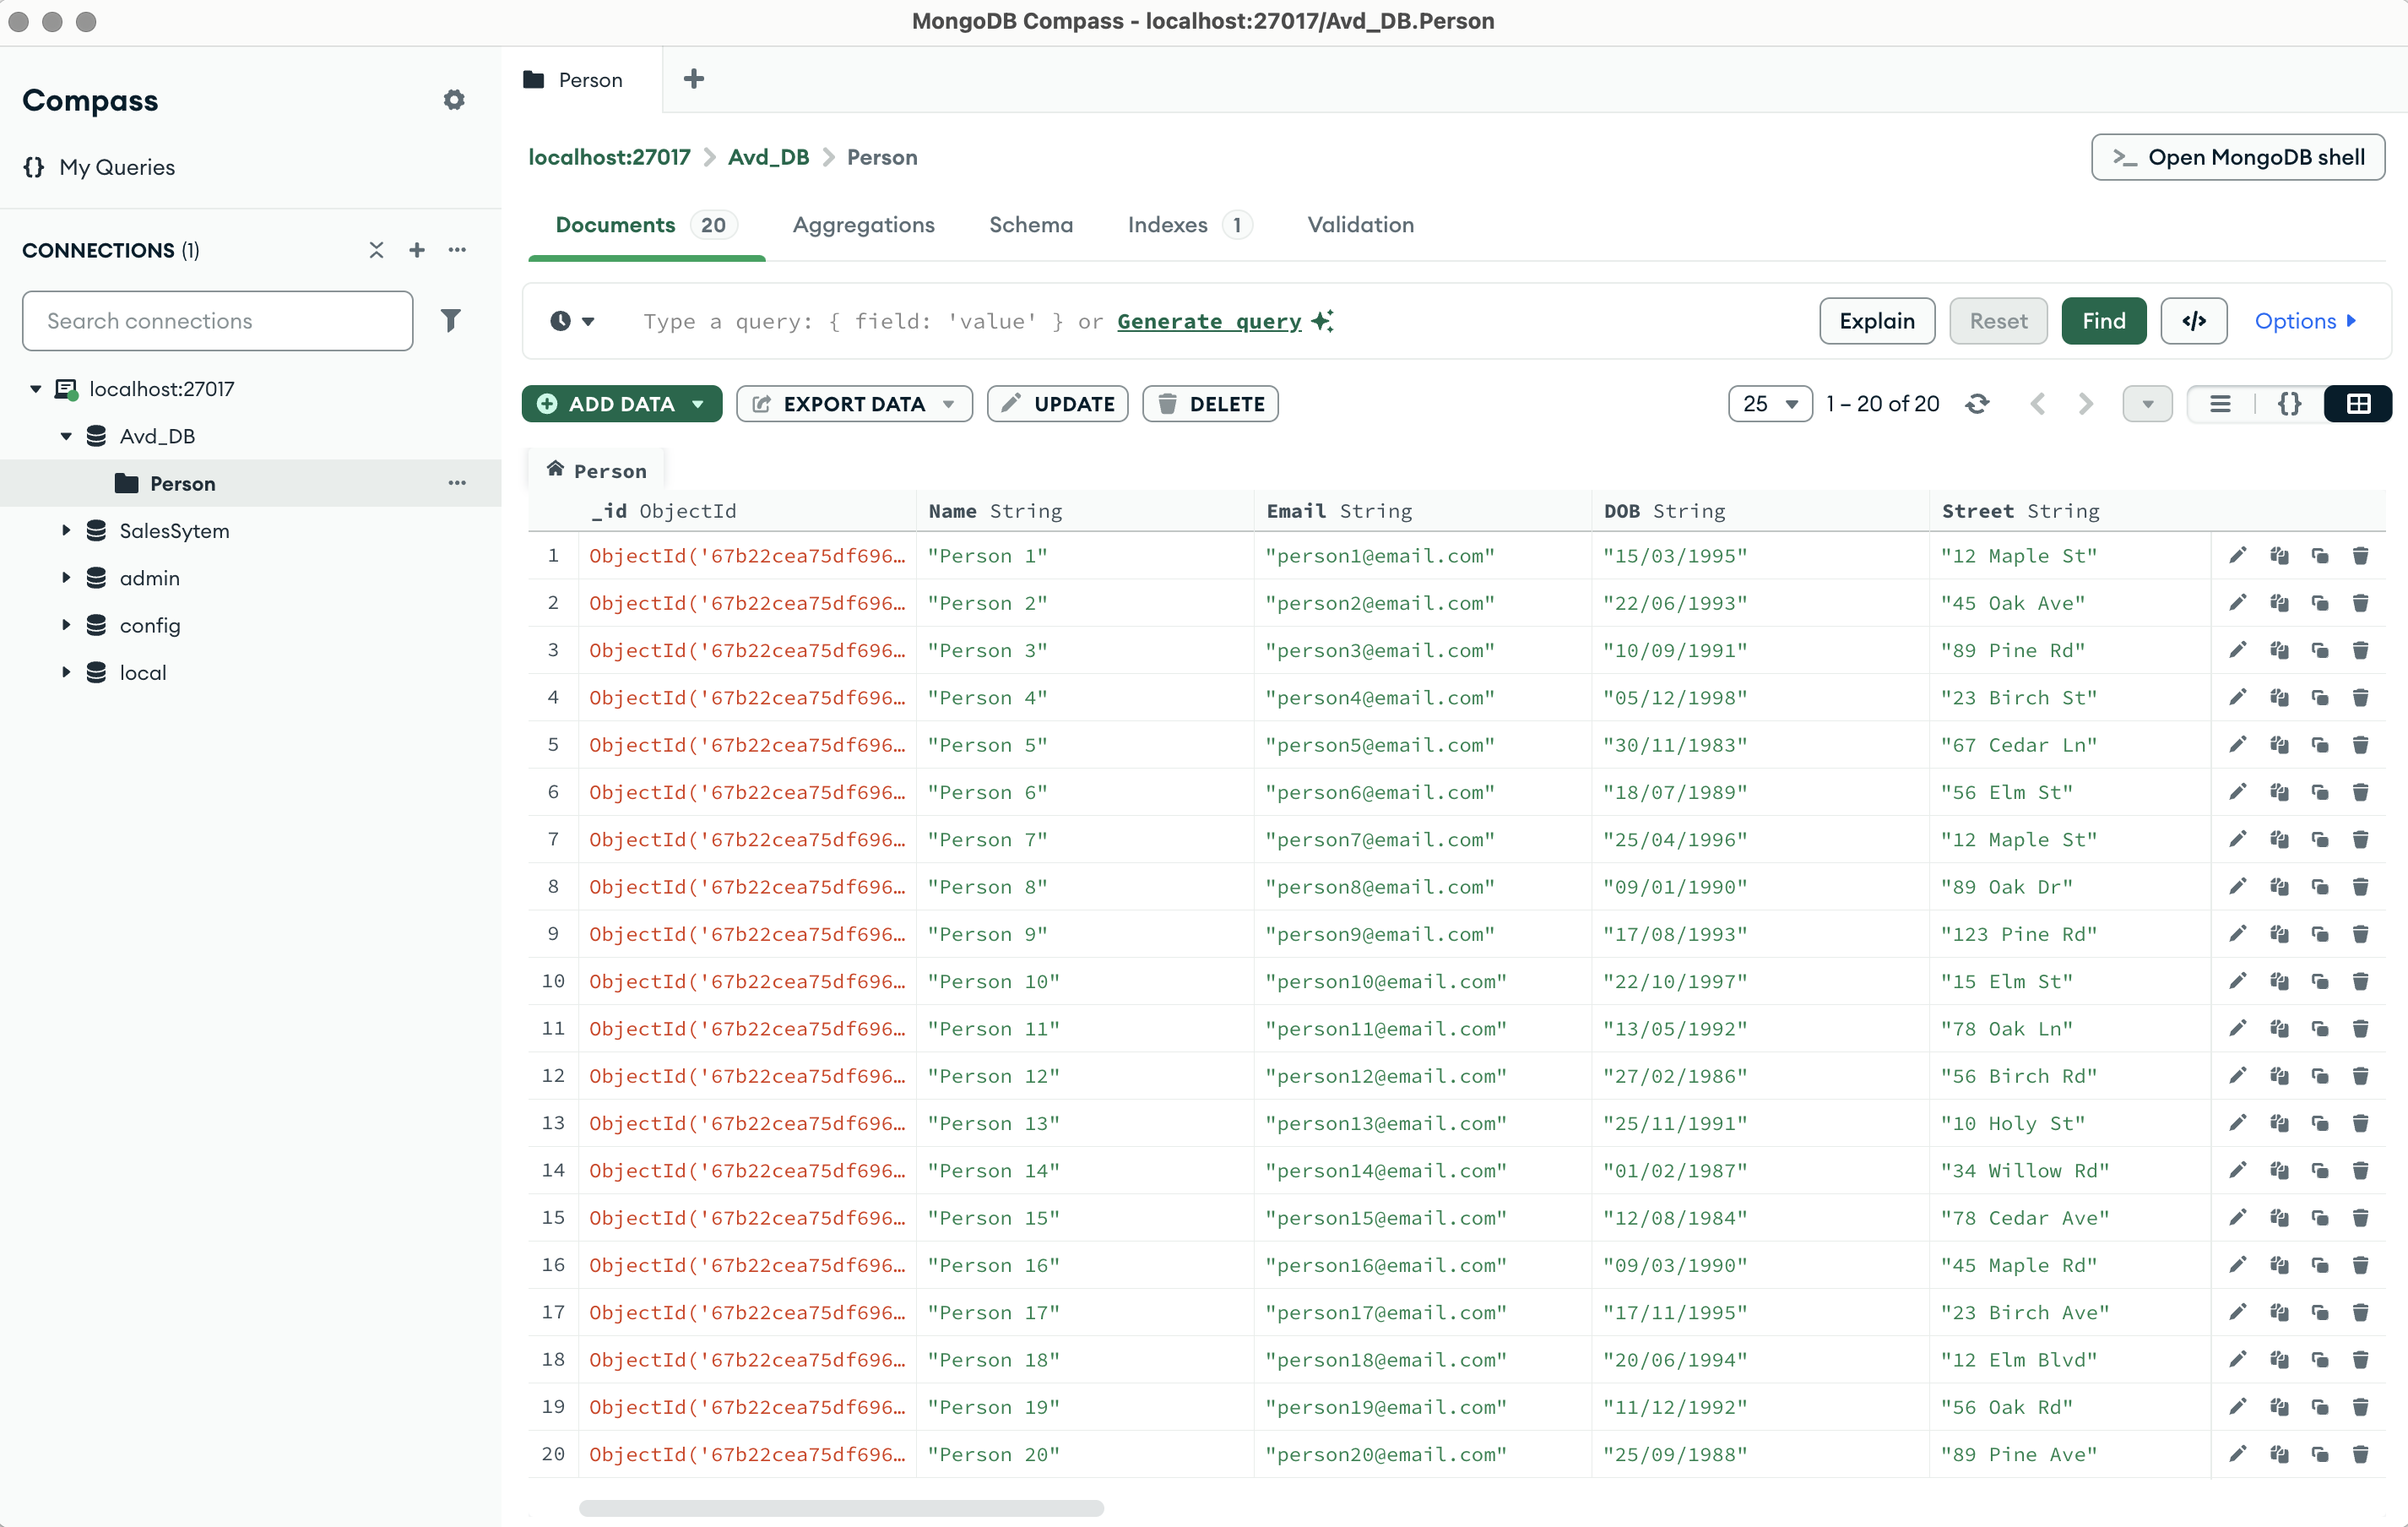 MongoDB Compass - localhost:27017/Avd_DB.Person
Compass
{} My Queries
CONNECTIONS (1)
Search connections
localhost:27017
Avd_DB
Person
SalesSytem
admin
config
local
Person
localhost:27017 > Avd_DB > Person
>_ Open MongoDB shell
Documents 20 Aggregations Schema Indexes 1 Validation
Type a query: { field: 'value' } or Generate query
Explain Reset Find </> Options
ADD DATA EXPORT DATA UPDATE DELETE 25 1 – 20 of 20 {}
Person
_id ObjectId Name String Email String DOB String Street String
1 ObjectId('67b22cea75df696… "Person 1" "person1@email.com" "15/03/1995" "12 Maple St"
2 ObjectId('67b22cea75df696… "Person 2" "person2@email.com" "22/06/1993" "45 Oak Ave"
3 ObjectId('67b22cea75df696… "Person 3" "person3@email.com" "10/09/1991" "89 Pine Rd"
4 ObjectId('67b22cea75df696… "Person 4" "person4@email.com" "05/12/1998" "23 Birch St"
5 ObjectId('67b22cea75df696… "Person 5" "person5@email.com" "30/11/1983" "67 Cedar Ln"
6 ObjectId('67b22cea75df696… "Person 6" "person6@email.com" "18/07/1989" "56 Elm St"
7 ObjectId('67b22cea75df696… "Person 7" "person7@email.com" "25/04/1996" "12 Maple St"
8 ObjectId('67b22cea75df696… "Person 8" "person8@email.com" "09/01/1990" "89 Oak Dr"
9 ObjectId('67b22cea75df696… "Person 9" "person9@email.com" "17/08/1993" "123 Pine Rd"
10 ObjectId('67b22cea75df696… "Person 10" "person10@email.com" "22/10/1997" "15 Elm St"
11 ObjectId('67b22cea75df696… "Person 11" "person11@email.com" "13/05/1992" "78 Oak Ln"
12 ObjectId('67b22cea75df696… "Person 12" "person12@email.com" "27/02/1986" "56 Birch Rd"
13 ObjectId('67b22cea75df696… "Person 13" "person13@email.com" "25/11/1991" "10 Holy St"
14 ObjectId('67b22cea75df696… "Person 14" "person14@email.com" "01/02/1987" "34 Willow Rd"
15 ObjectId('67b22cea75df696… "Person 15" "person15@email.com" "12/08/1984" "78 Cedar Ave"
16 ObjectId('67b22cea75df696… "Person 16" "person16@email.com" "09/03/1990" "45 Maple Rd"
17 ObjectId('67b22cea75df696… "Person 17" "person17@email.com" "17/11/1995" "23 Birch Ave"
18 ObjectId('67b22cea75df696… "Person 18" "person18@email.com" "20/06/1994" "12 Elm Blvd"
19 ObjectId('67b22cea75df696… "Person 19" "person19@email.com" "11/12/1992" "56 Oak Rd"
20 ObjectId('67b22cea75df696… "Person 20" "person20@email.com" "25/09/1988" "89 Pine Ave"